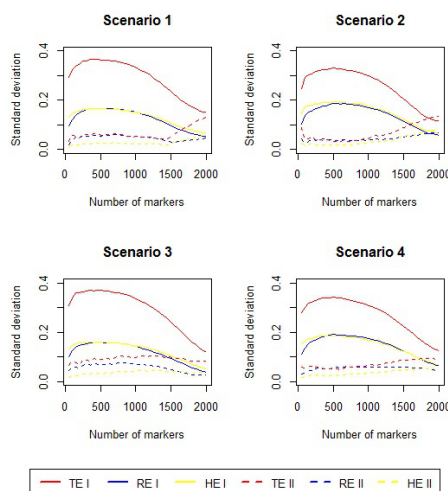 Scenario 1
Standard deviation
0.0 0.2 0.4
0 500 1000 1500 2000
Number of markers
Scenario 2
Standard deviation
0.0 0.2 0.4
0 500 1000 1500 2000
Number of markers
Scenario 3
Standard deviation
0.0 0.2 0.4
0 500 1000 1500 2000
Number of markers
Scenario 4
Standard deviation
0.0 0.2 0.4
0 500 1000 1500 2000
Number of markers
TE I RE I HE I TE II RE II HE II